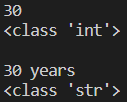 30
<class 'int'>
30 years
<class 'str'>